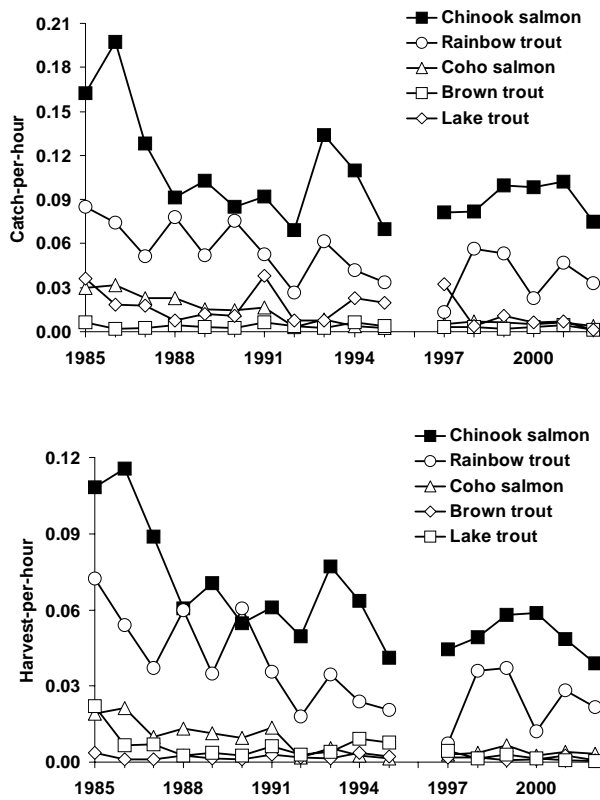 Chinook salmon
Rainbow trout
Coho salmon
Brown trout
Lake trout
Catch-per-hour
0.21
0.18
0.15
0.12
0.09
0.06
0.03
0.00
1985 1988 1991 1994 1997 2000
Chinook salmon
Rainbow trout
Coho salmon
Brown trout
Lake trout
Harvest-per-hour
0.12
0.09
0.06
0.03
0.00
1985 1988 1991 1994 1997 2000